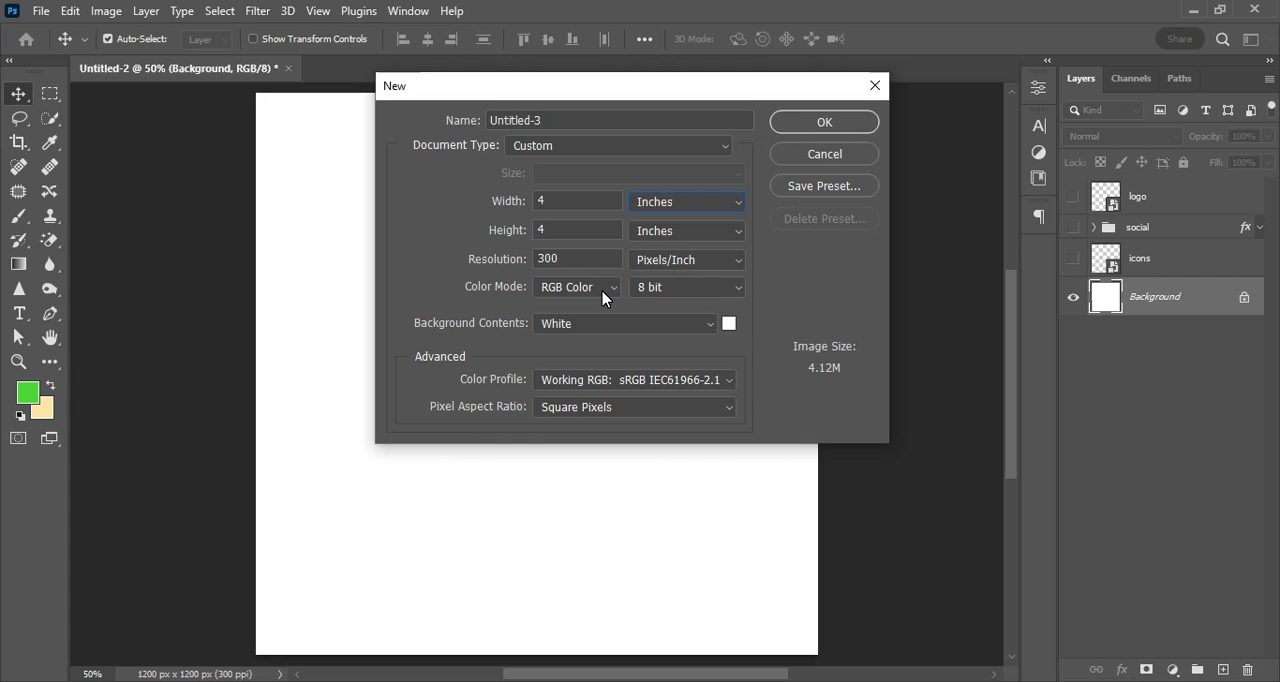 Ps File Edit Image Layer Type Select Filter 3D View Plugins Window Help
Auto-Select: Layer Show Transform Controls ••• 3D Mode: Share
Untitled-2 @ 50% (Background, RGB/8) * ×
New
Name: Untitled-3
Document Type: Custom
Size:
Width: 4 Inches
Height: 4 Inches
Resolution: 300 Pixels/Inch
Color Mode: RGB Color 8 bit
Background Contents: White
Advanced
Color Profile: Working RGB: sRGB IEC61966-2.1
Pixel Aspect Ratio: Square Pixels
OK
Cancel
Save Preset...
Delete Preset...
Image Size:
4.12M
Layers Channels Paths
Kind
Normal Opacity: 100%
Lock: Fill: 100%
logo
social fx
icons
Background
50% 1200 px x 1200 px (300 ppi)
fx